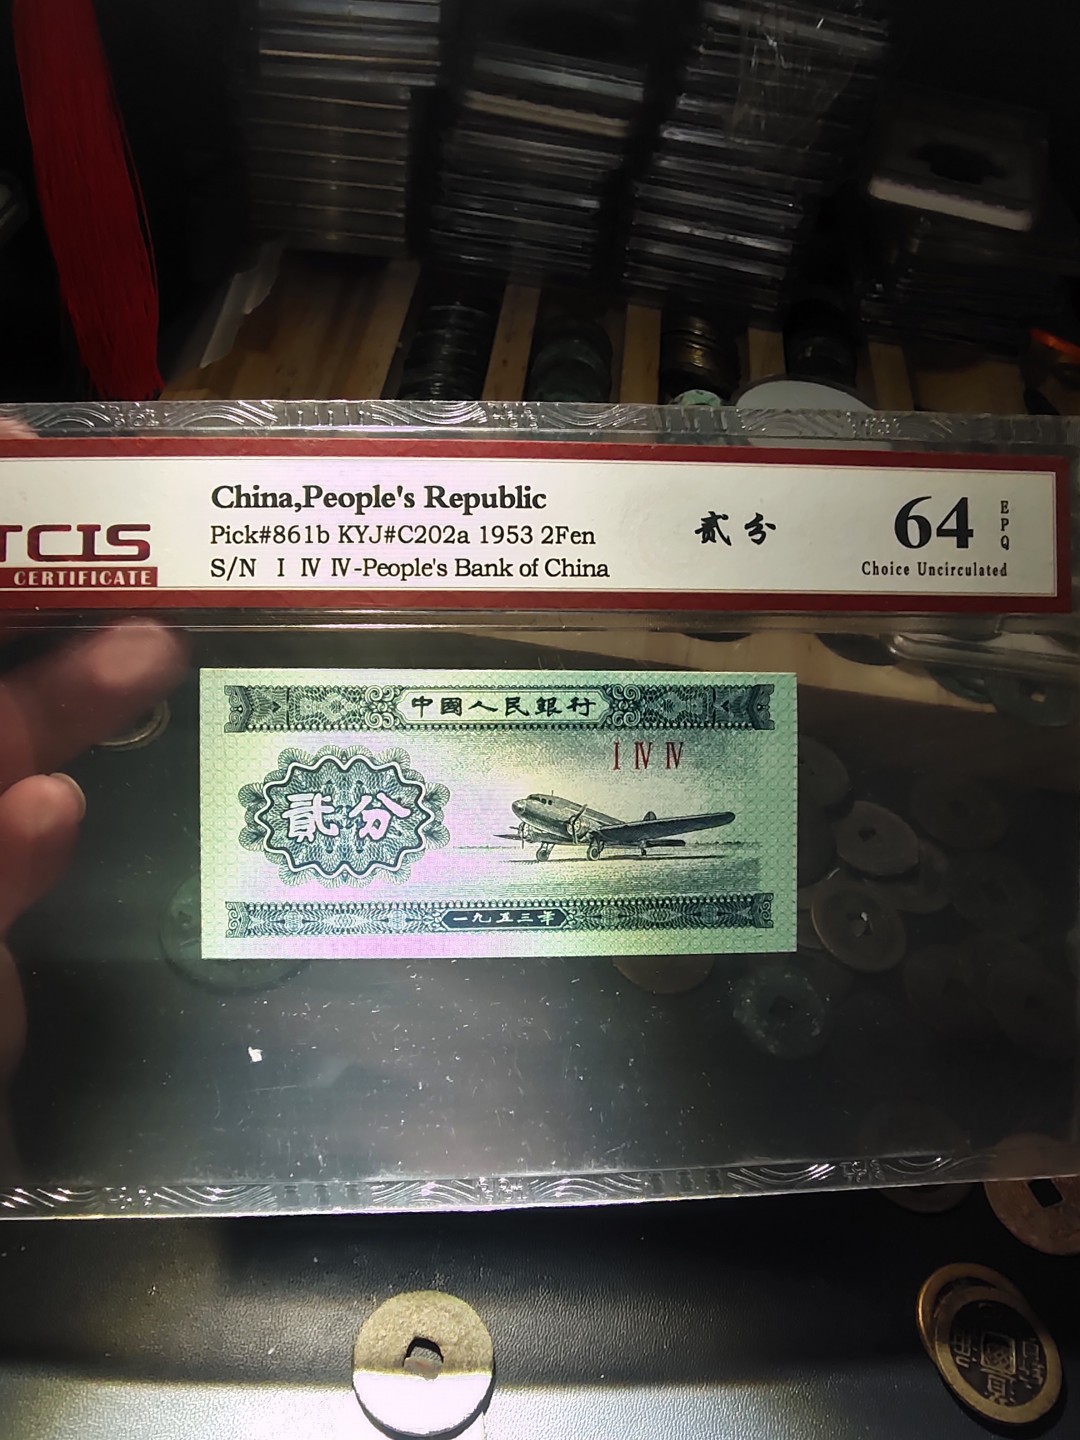 China,People's Republic
Pick#861b KYJ#C202a 1953 2Fen
S/N I IV IV-People's Bank of China
TCIS
CERTIFICATE
贰分
64
EPQ
Choice Uncirculated
中國人民銀行
I IV IV
貳分
一九五三年